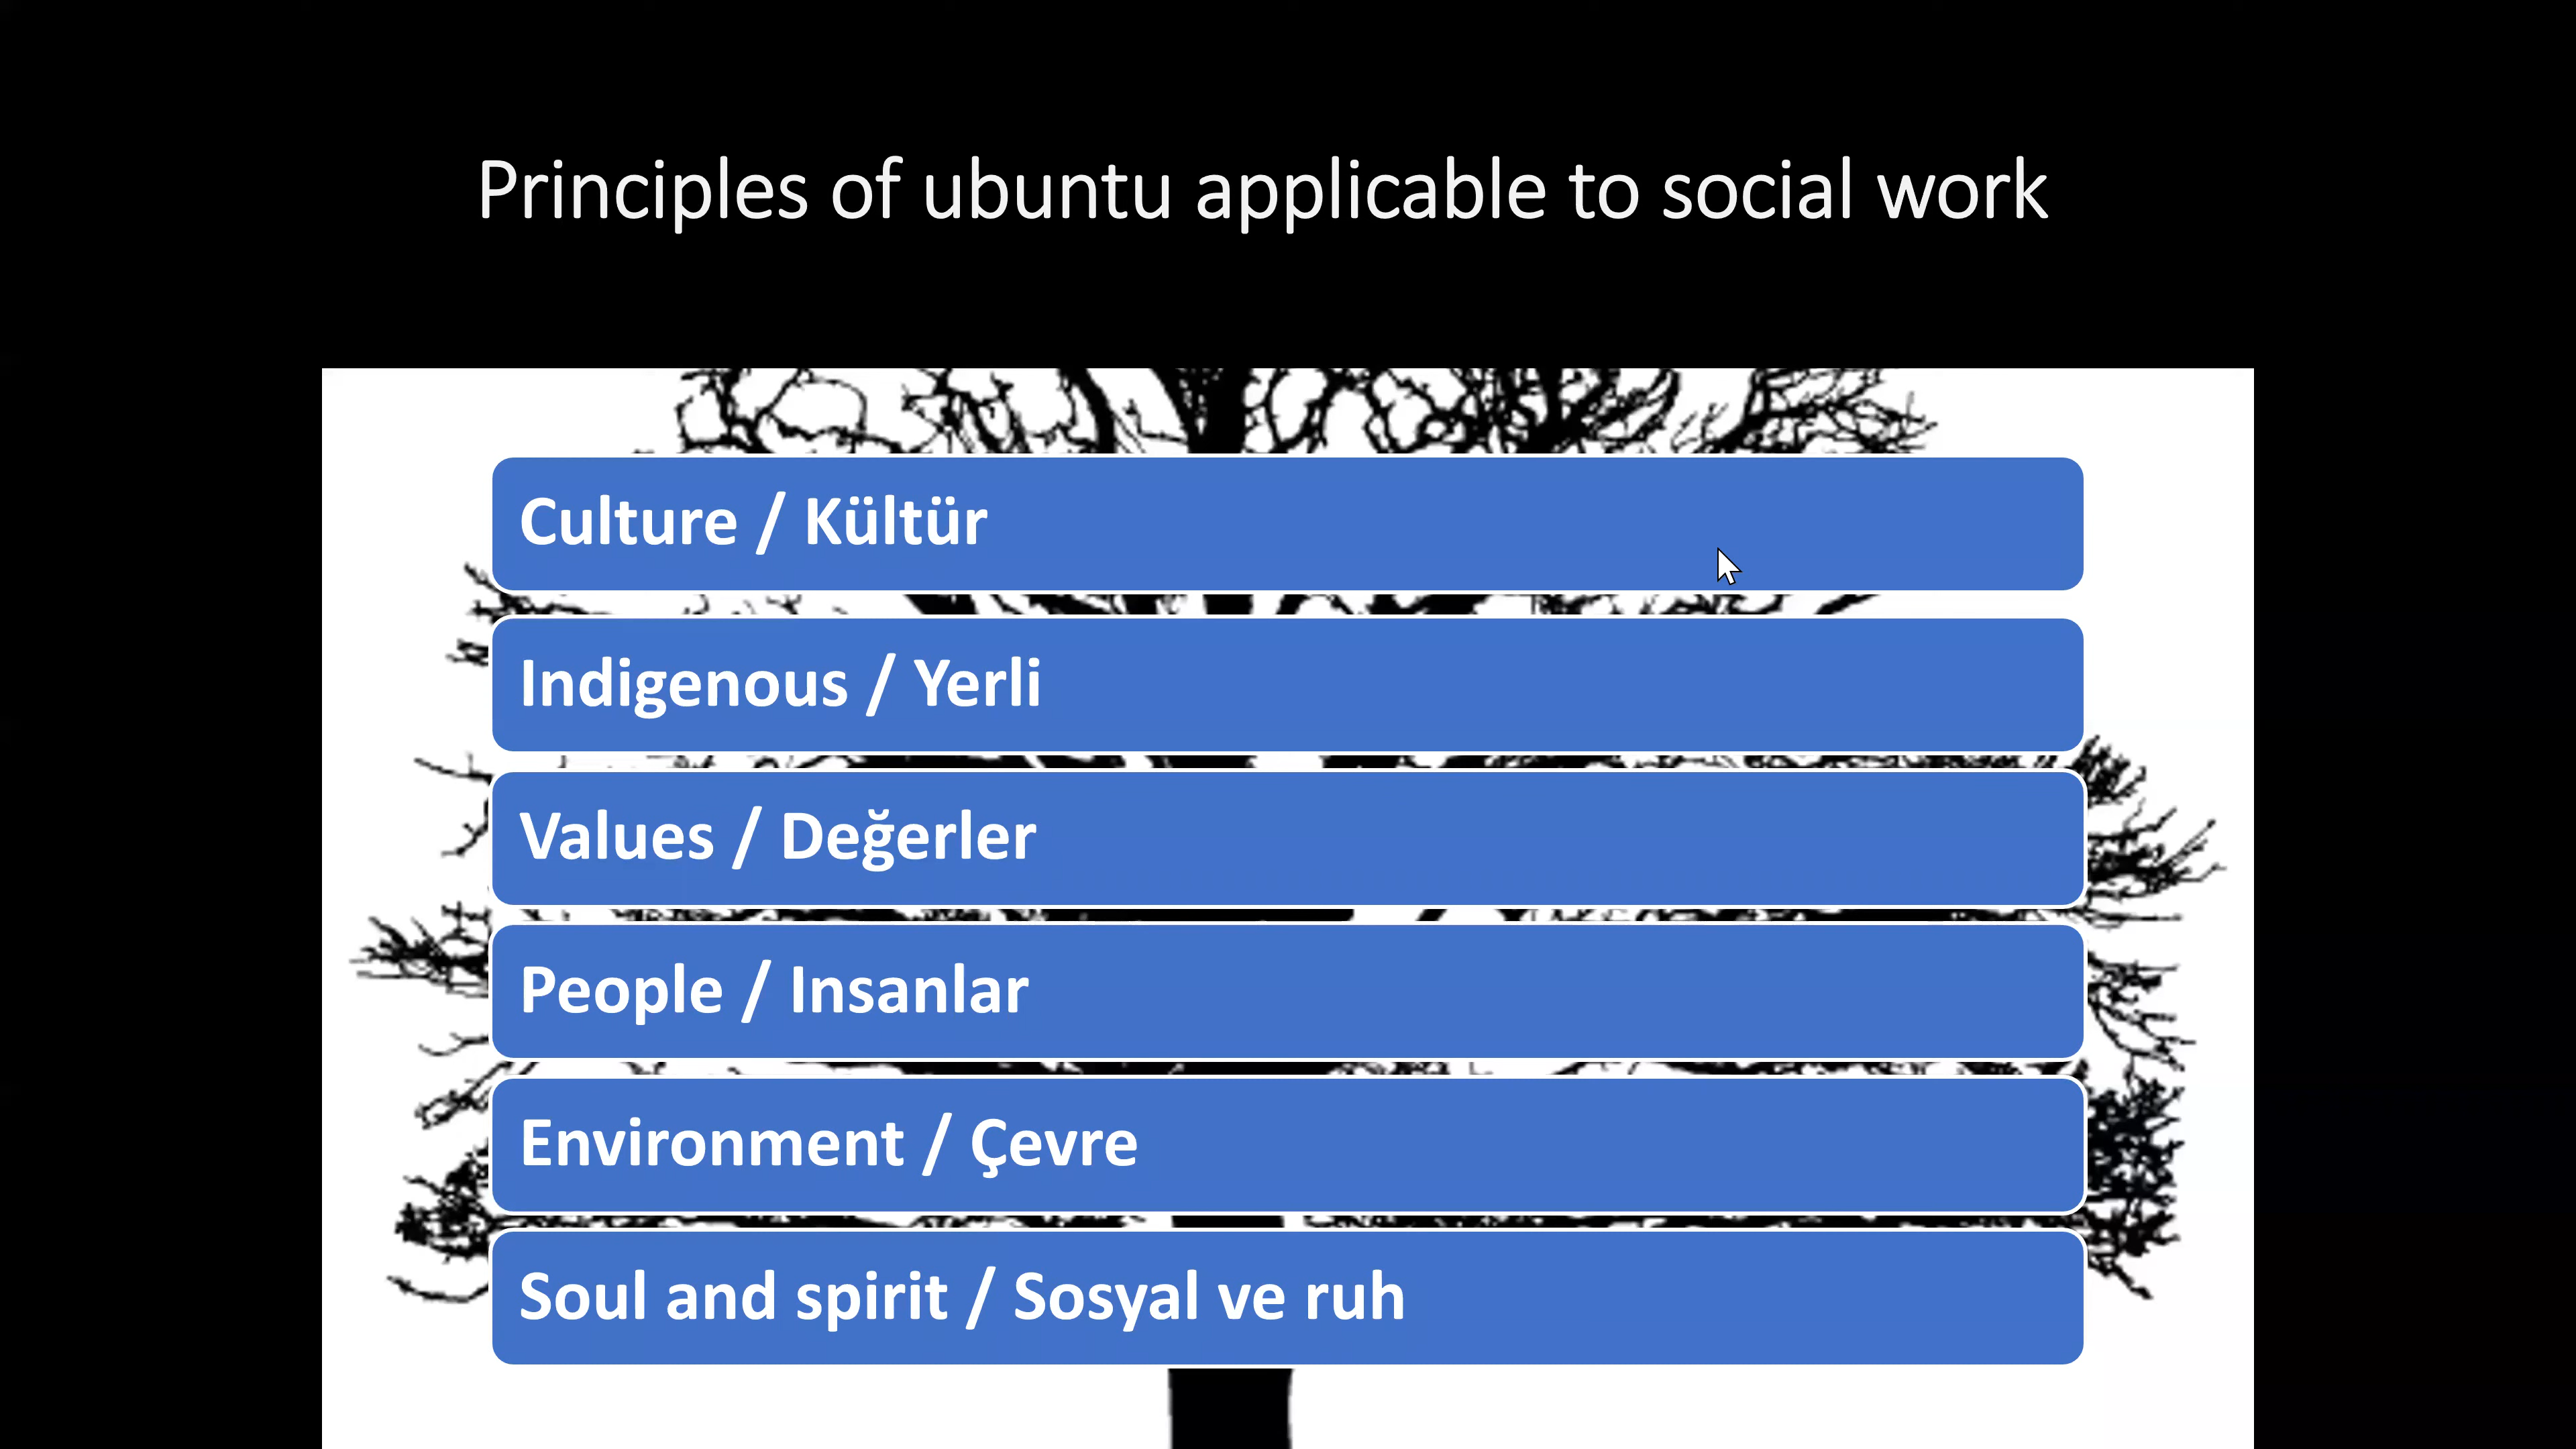 Principles of ubuntu applicable to social work
Culture / Kültür
Indigenous / Yerli
Values / Değerler
People / Insanlar
Environment / Çevre
Soul and spirit / Sosyal ve ruh